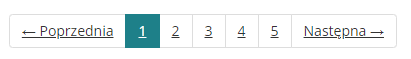 ← Poprzednia 1 2 3 4 5 Następna →